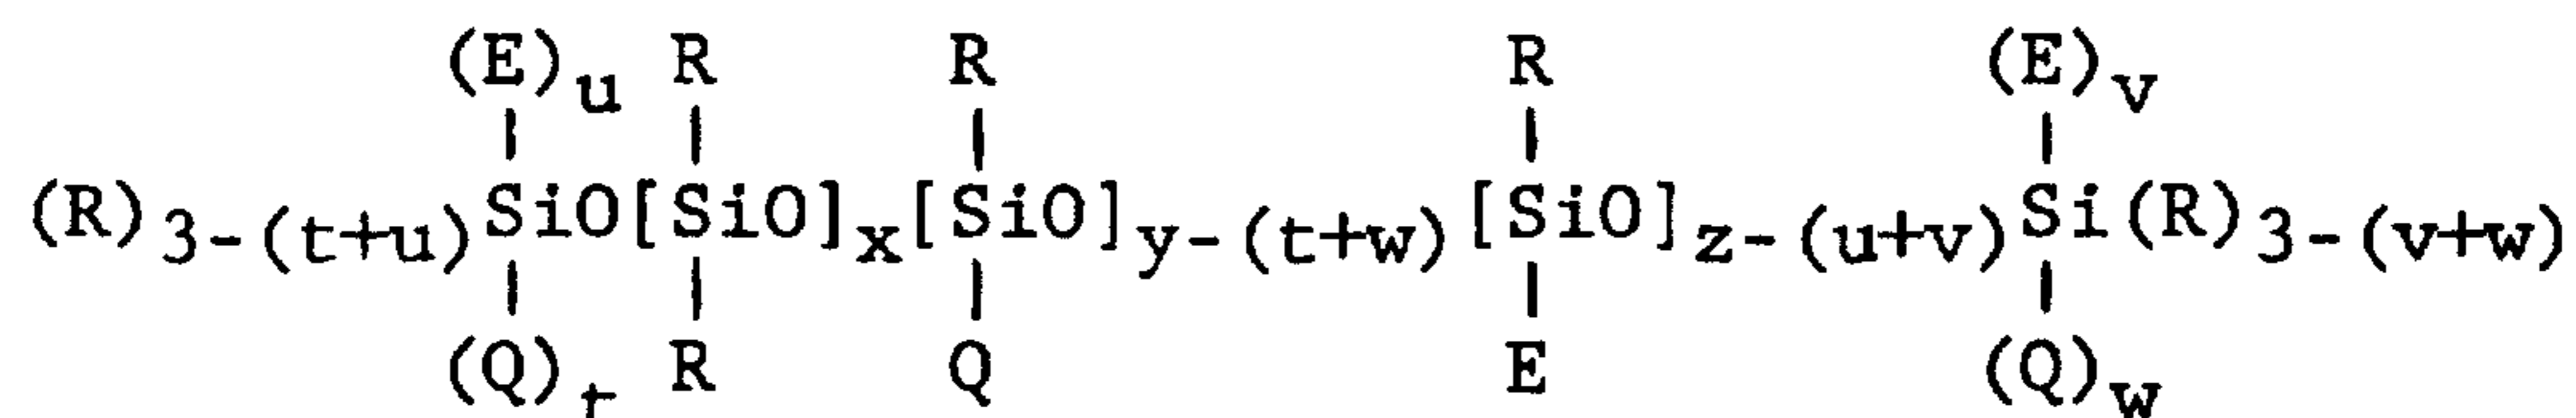 (E)u R R R (E)v
| | | | |
(R)3-(t+u)SiO[SiO]x[SiO]y-(t+w)[SiO]z-(u+v)Si(R)3-(v+w)
| | | | |
(Q)t R Q E (Q)w